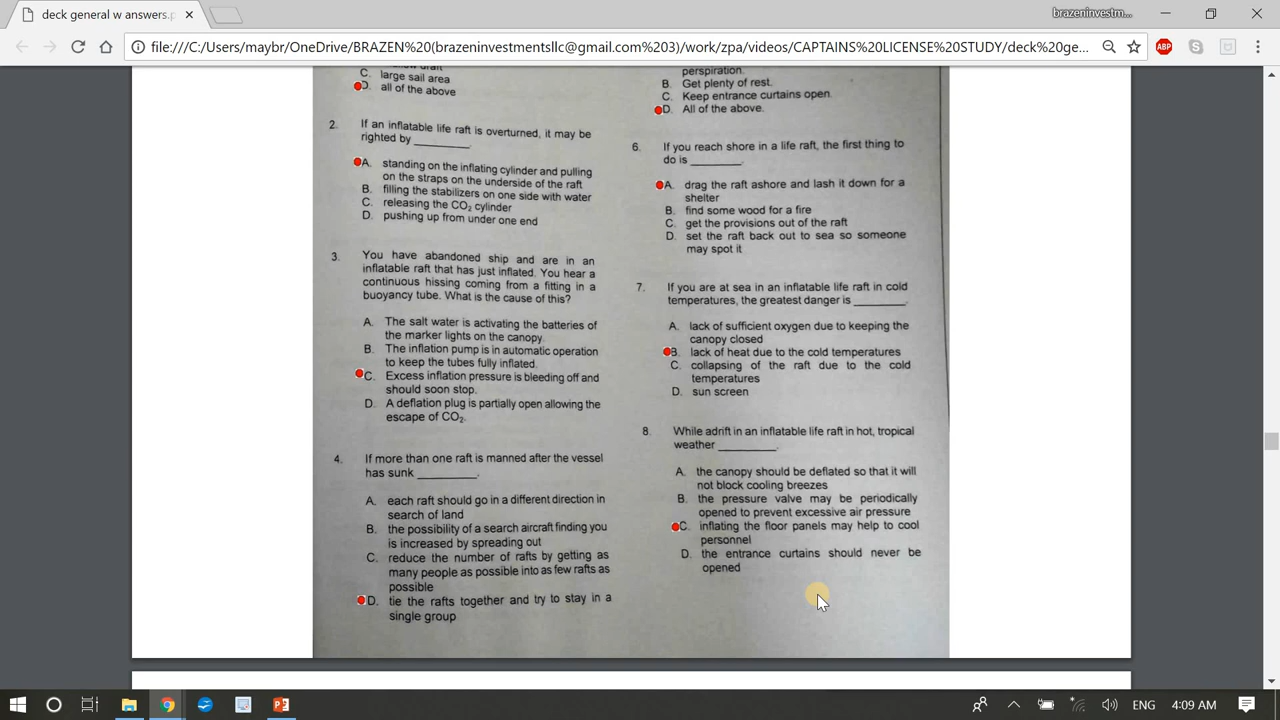 deck general w answers.p
brazeninvestm...
file:///C:/Users/maybr/OneDrive/BRAZEN%20(brazeninvestmentsllc@gmail.com%203)/work/zpa/videos/CAPTAINS%20LICENSE%20STUDY/deck%20ge...
ABP
C. large sail area
D. all of the above
2. If an inflatable life raft is overturned, it may be
righted by ________.
A. standing on the inflating cylinder and pulling
on the straps on the underside of the raft
B. filling the stabilizers on one side with water
C. releasing the CO2 cylinder
D. pushing up from under one end
3. You have abandoned ship and are in an
inflatable raft that has just inflated. You hear a
continuous hissing coming from a fitting in a
buoyancy tube. What is the cause of this?
A. The salt water is activating the batteries of
the marker lights on the canopy.
B. The inflation pump is in automatic operation
to keep the tubes fully inflated.
C. Excess inflation pressure is bleeding off and
should soon stop.
D. A deflation plug is partially open allowing the
escape of CO2.
4. If more than one raft is manned after the vessel
has sunk ________.
A. each raft should go in a different direction in
search of land
B. the possibility of a search aircraft finding you
is increased by spreading out
C. reduce the number of rafts by getting as
many people as possible into as few rafts as
possible
D. tie the rafts together and try to stay in a
single group
perspiration.
B. Get plenty of rest.
C. Keep entrance curtains open.
D. All of the above.
6. If you reach shore in a life raft, the first thing to
do is ________.
A. drag the raft ashore and lash it down for a
shelter
B. find some wood for a fire
C. get the provisions out of the raft
D. set the raft back out to sea so someone
may spot it
7. If you are at sea in an inflatable life raft in cold
temperatures, the greatest danger is ________.
A. lack of sufficient oxygen due to keeping the
canopy closed
B. lack of heat due to the cold temperatures
C. collapsing of the raft due to the cold
temperatures
D. sun screen
8. While adrift in an inflatable life raft in hot, tropical
weather ________.
A. the canopy should be deflated so that it will
not block cooling breezes
B. the pressure valve may be periodically
opened to prevent excessive air pressure
C. inflating the floor panels may help to cool
personnel
D. the entrance curtains should never be
opened
ENG 4:09 AM